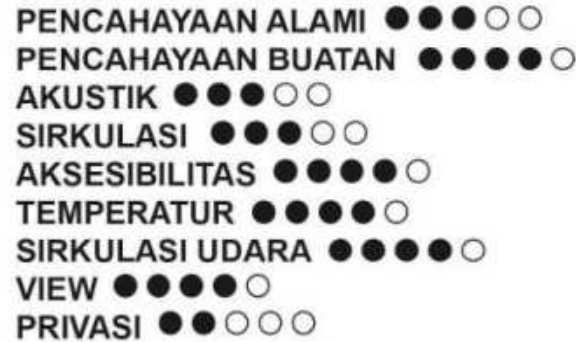 PENCAHAYAAN ALAMI ●●●○○
PENCAHAYAAN BUATAN ●●●●○
AKUSTIK ●●●○○
SIRKULASI ●●●○○
AKSESIBILITAS ●●●●○
TEMPERATUR ●●●●○
SIRKULASI UDARA ●●●●○
VIEW ●●●●○
PRIVASI ●●○○○